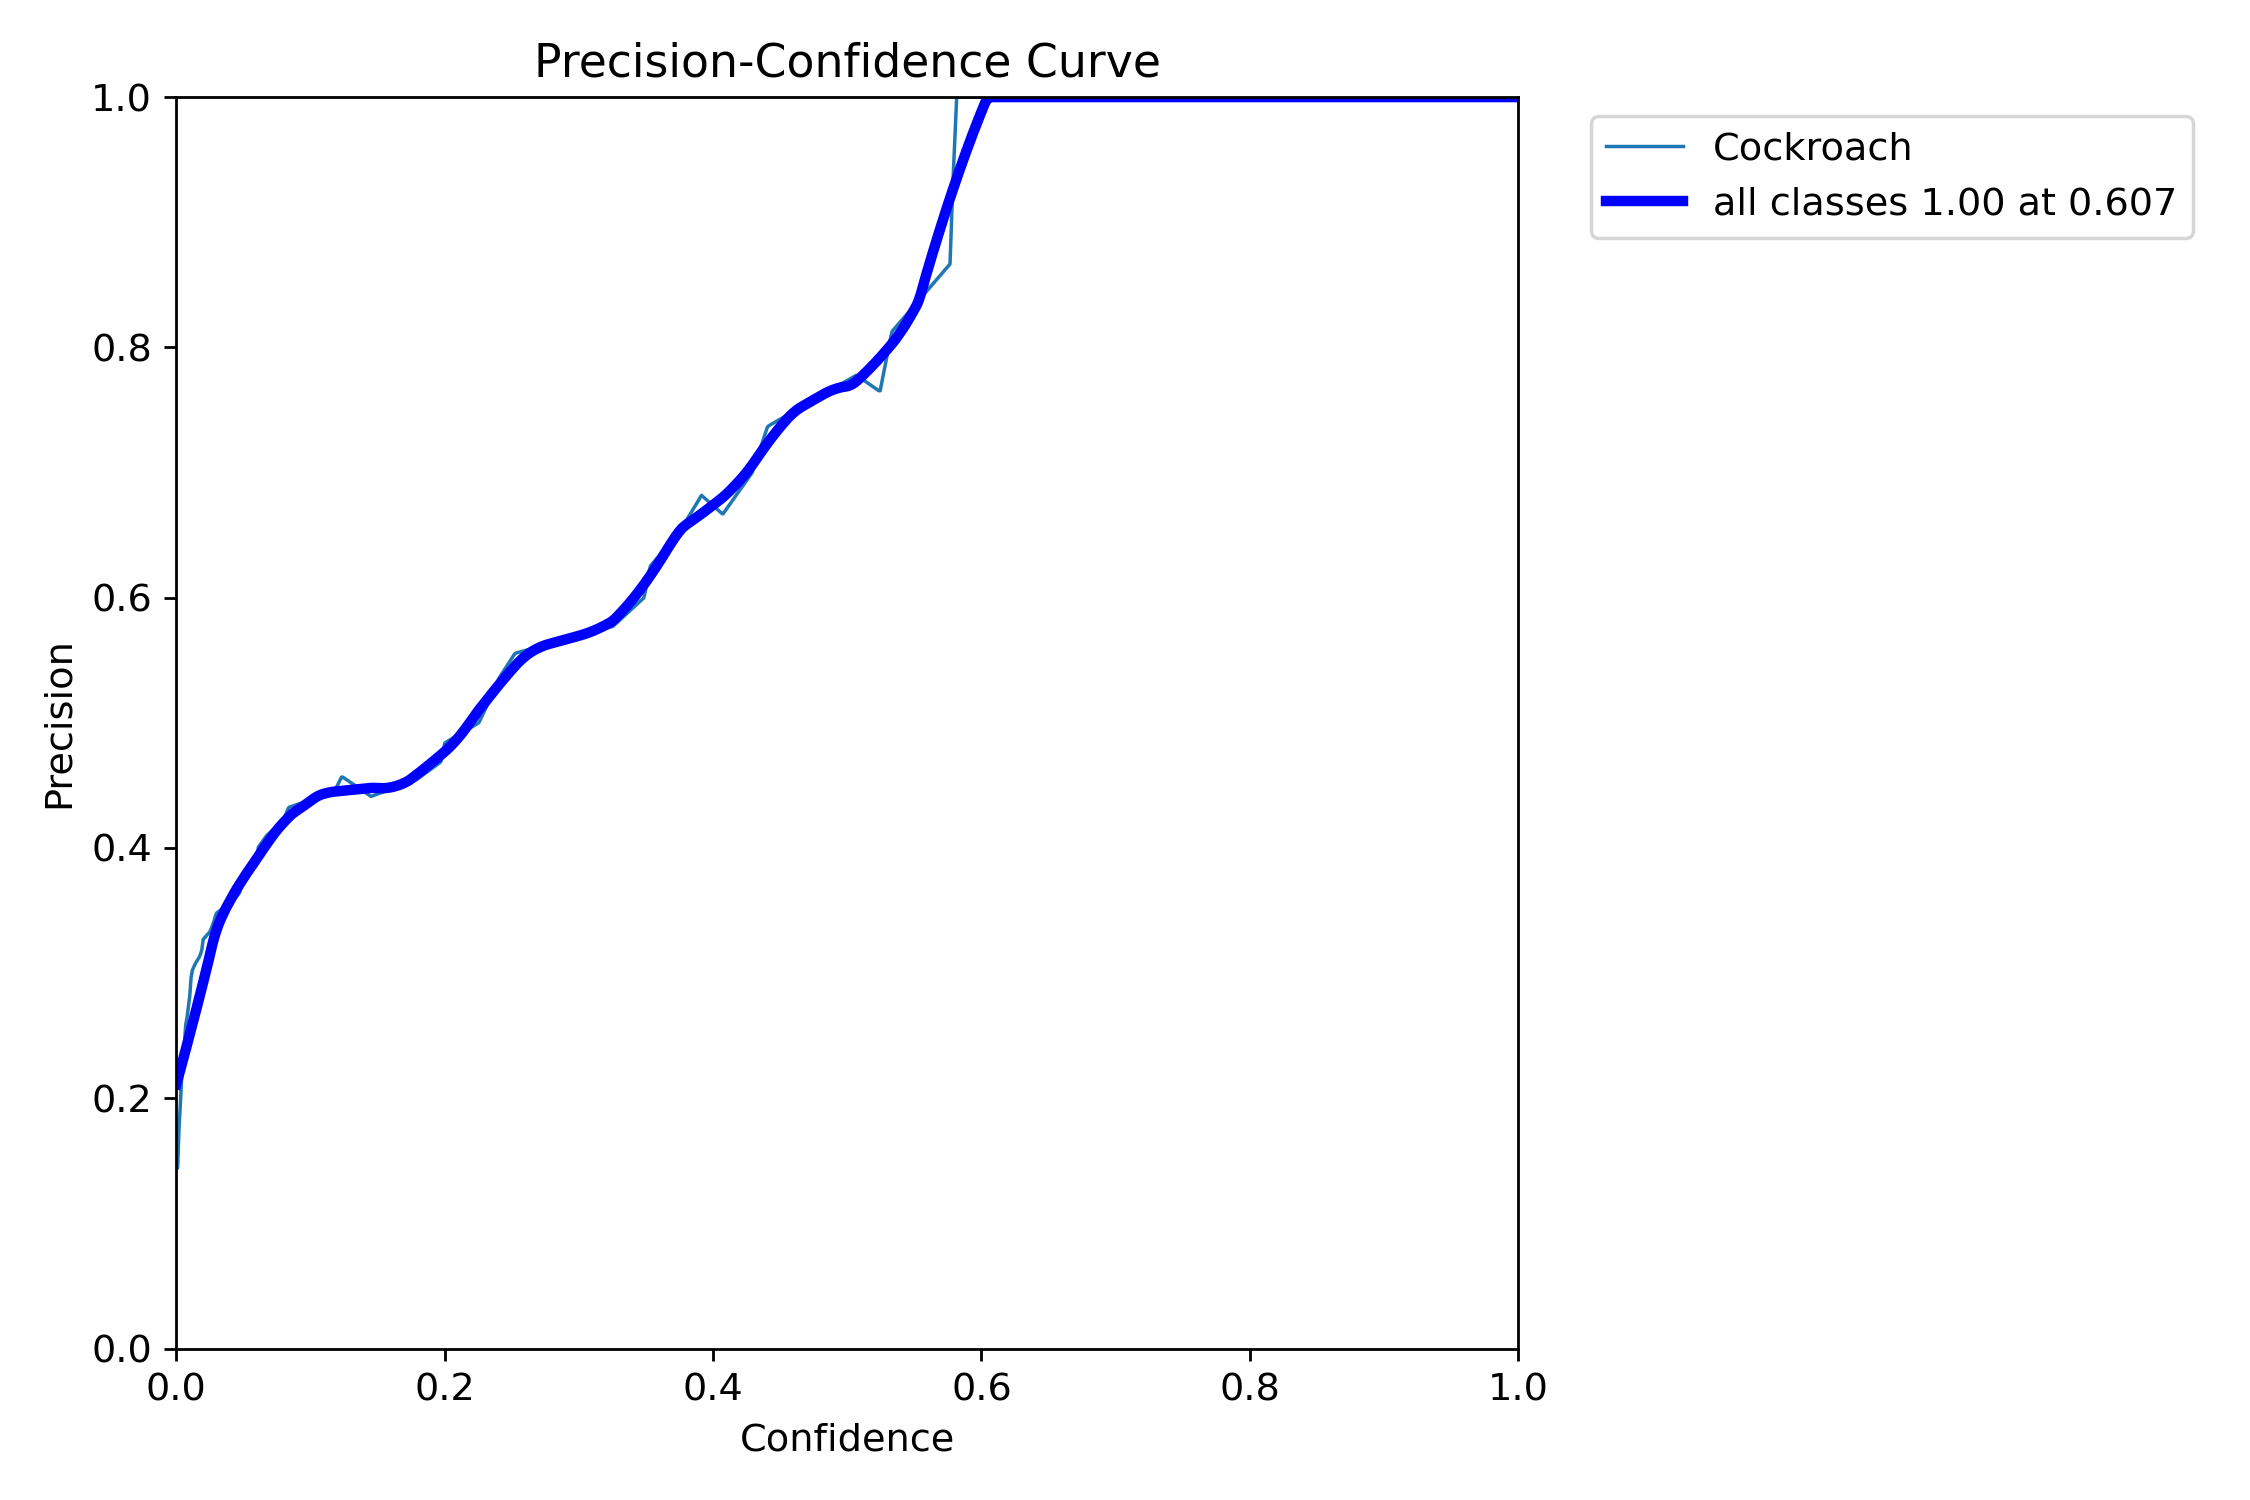 Precision-Confidence Curve
Cockroach
all classes 1.00 at 0.607
Precision
1.0
0.8
0.6
0.4
0.2
0.0
0.0 0.2 0.4 0.6 0.8 1.0
Confidence